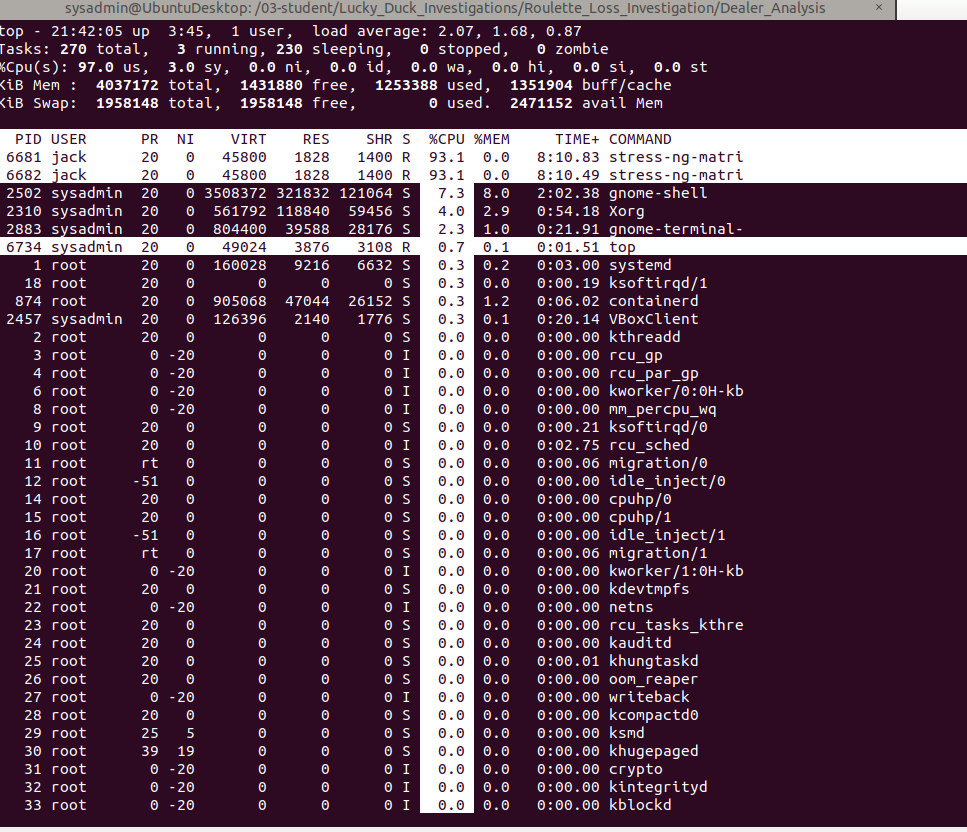 sysadmin@UbuntuDesktop: /03-student/Lucky_Duck_Investigations/Roulette_Loss_Investigation/Dealer_Analysis ×
top - 21:42:05 up  3:45,  1 user,  load average: 2.07, 1.68, 0.87
Tasks: 270 total,   3 running, 230 sleeping,   0 stopped,   0 zombie
%Cpu(s): 97.0 us,  3.0 sy,  0.0 ni,  0.0 id,  0.0 wa,  0.0 hi,  0.0 si,  0.0 st
KiB Mem :  4037172 total,  1431880 free,  1253388 used,  1351904 buff/cache
KiB Swap:  1958148 total,  1958148 free,        0 used.  2471152 avail Mem
PID USER      PR  NI    VIRT    RES    SHR S  %CPU %MEM     TIME+ COMMAND
6681 jack      20   0   45800   1828   1400 R  93.1  0.0   8:10.83 stress-ng-matri
6682 jack      20   0   45800   1828   1400 R  93.1  0.0   8:10.49 stress-ng-matri
2502 sysadmin  20   0 3508372 321832 121064 S   7.3  8.0   2:02.38 gnome-shell
2310 sysadmin  20   0  561792 118840  59456 S   4.0  2.9   0:54.18 Xorg
2883 sysadmin  20   0  804400  39588  28176 S   2.3  1.0   0:21.91 gnome-terminal-
6734 sysadmin  20   0   49024   3876   3108 R   0.7  0.1   0:01.51 top
1 root      20   0  160028   9216   6632 S   0.3  0.2   0:03.00 systemd
18 root      20   0       0      0      0 S   0.3  0.0   0:00.19 ksoftirqd/1
874 root      20   0  905068  47044  26152 S   0.3  1.2   0:06.02 containerd
2457 sysadmin  20   0  126396   2140   1776 S   0.3  0.1   0:20.14 VBoxClient
2 root      20   0       0      0      0 S   0.0  0.0   0:00.00 kthreadd
3 root       0 -20       0      0      0 I   0.0  0.0   0:00.00 rcu_gp
4 root       0 -20       0      0      0 I   0.0  0.0   0:00.00 rcu_par_gp
6 root       0 -20       0      0      0 I   0.0  0.0   0:00.00 kworker/0:0H-kb
8 root       0 -20       0      0      0 I   0.0  0.0   0:00.00 mm_percpu_wq
9 root      20   0       0      0      0 S   0.0  0.0   0:00.21 ksoftirqd/0
10 root      20   0       0      0      0 I   0.0  0.0   0:02.75 rcu_sched
11 root      rt   0       0      0      0 S   0.0  0.0   0:00.06 migration/0
12 root     -51   0       0      0      0 S   0.0  0.0   0:00.00 idle_inject/0
14 root      20   0       0      0      0 S   0.0  0.0   0:00.00 cpuhp/0
15 root      20   0       0      0      0 S   0.0  0.0   0:00.00 cpuhp/1
16 root     -51   0       0      0      0 S   0.0  0.0   0:00.00 idle_inject/1
17 root      rt   0       0      0      0 S   0.0  0.0   0:00.06 migration/1
20 root       0 -20       0      0      0 I   0.0  0.0   0:00.00 kworker/1:0H-kb
21 root      20   0       0      0      0 S   0.0  0.0   0:00.00 kdevtmpfs
22 root       0 -20       0      0      0 I   0.0  0.0   0:00.00 netns
23 root      20   0       0      0      0 S   0.0  0.0   0:00.00 rcu_tasks_kthre
24 root      20   0       0      0      0 S   0.0  0.0   0:00.00 kauditd
25 root      20   0       0      0      0 S   0.0  0.0   0:00.01 khungtaskd
26 root      20   0       0      0      0 S   0.0  0.0   0:00.00 oom_reaper
27 root       0 -20       0      0      0 I   0.0  0.0   0:00.00 writeback
28 root      20   0       0      0      0 S   0.0  0.0   0:00.00 kcompactd0
29 root      25   5       0      0      0 S   0.0  0.0   0:00.00 ksmd
30 root      39  19       0      0      0 S   0.0  0.0   0:00.00 khugepaged
31 root       0 -20       0      0      0 I   0.0  0.0   0:00.00 crypto
32 root       0 -20       0      0      0 I   0.0  0.0   0:00.00 kintegrityd
33 root       0 -20       0      0      0 I   0.0  0.0   0:00.00 kblockd